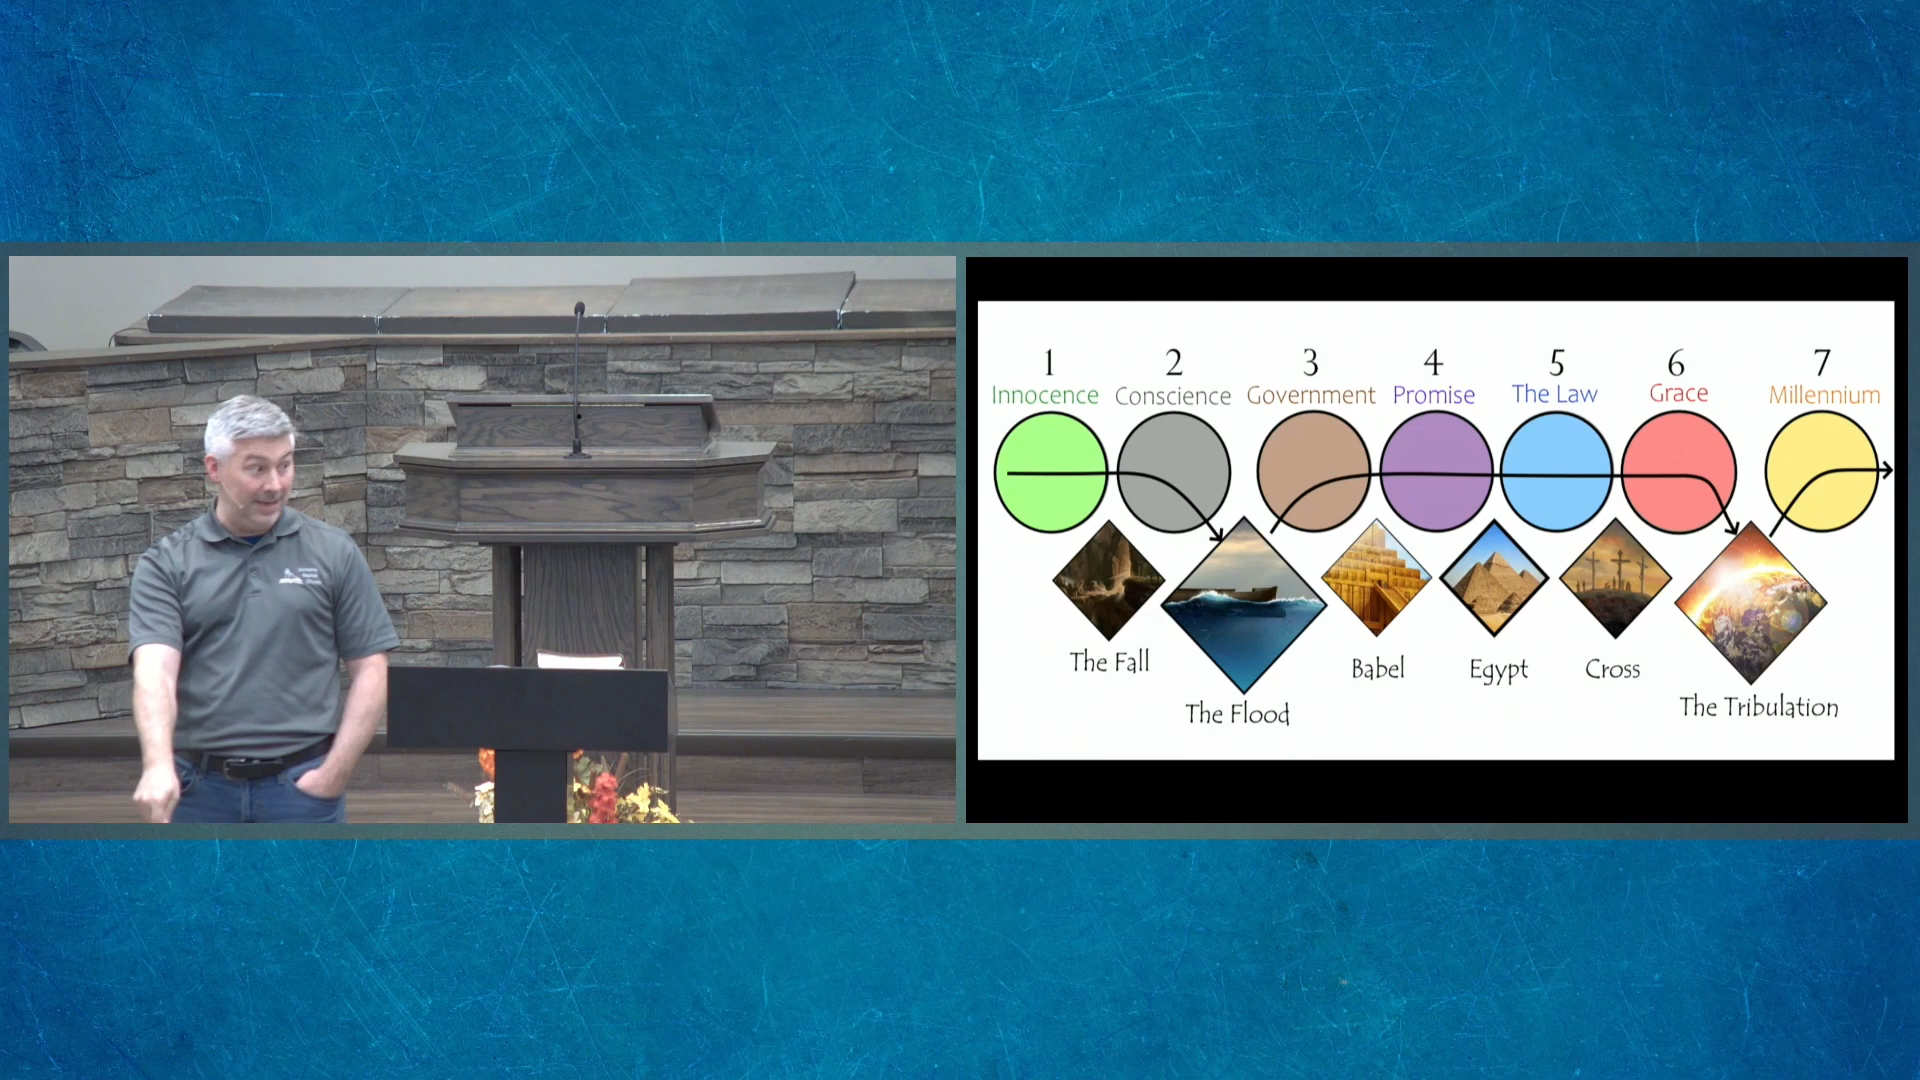 1 2 3 4 5 6 7
Innocence Conscience Government Promise The Law Grace Millennium
The Fall Babel Egypt Cross
The Flood The Tribulation